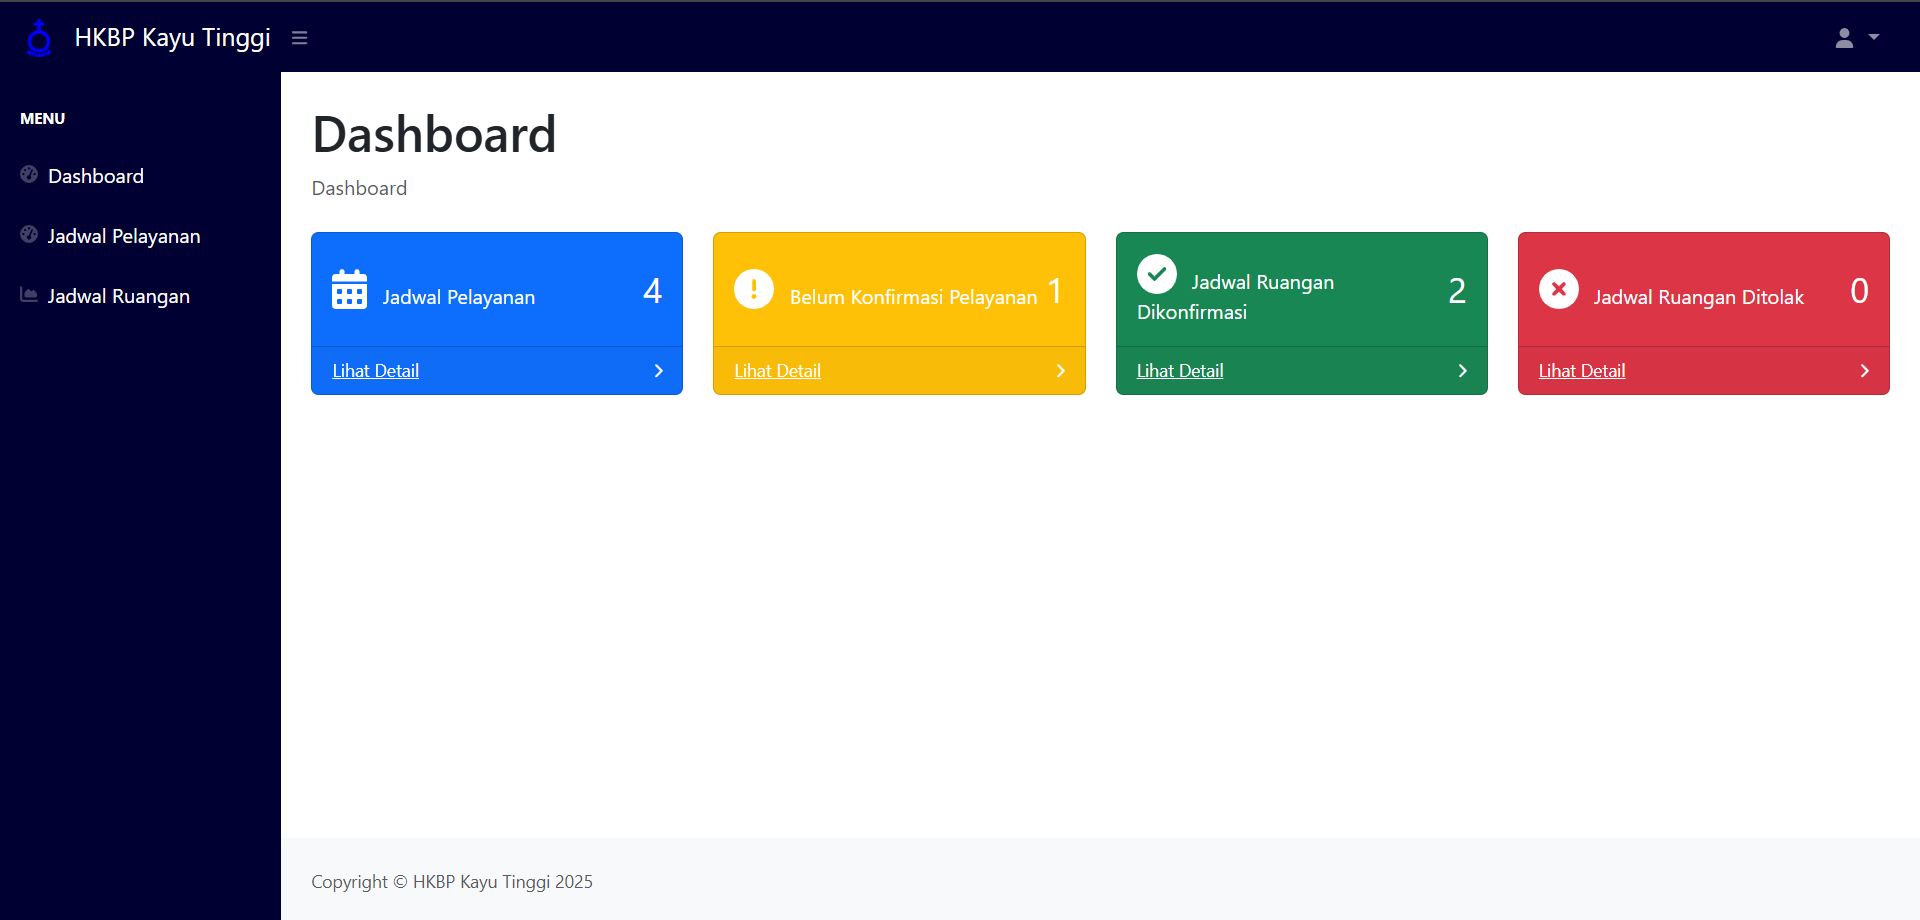 HKBP Kayu Tinggi
MENU
Dashboard
Jadwal Pelayanan
Jadwal Ruangan
Dashboard
Dashboard
Jadwal Pelayanan 4
Lihat Detail
Belum Konfirmasi Pelayanan 1
Lihat Detail
Jadwal Ruangan
Dikonfirmasi 2
Lihat Detail
Jadwal Ruangan Ditolak 0
Lihat Detail
Copyright © HKBP Kayu Tinggi 2025